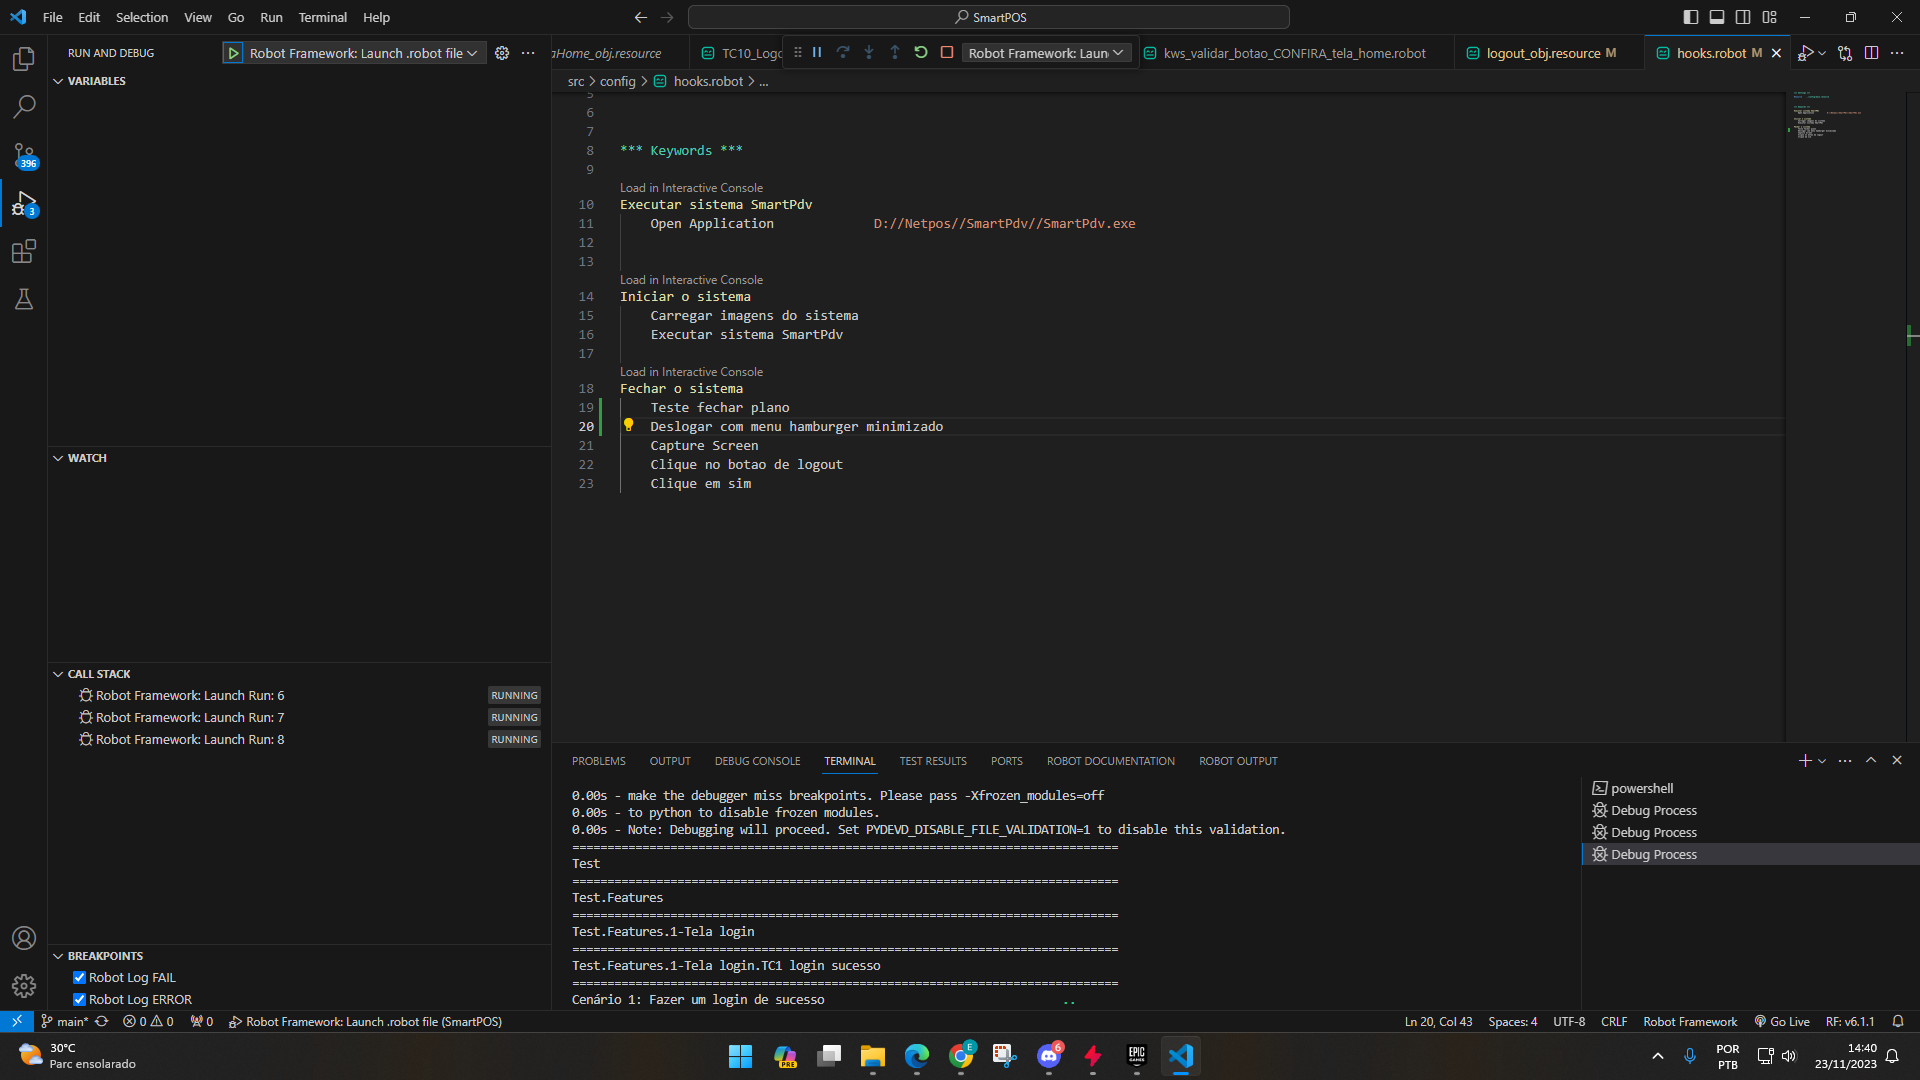 File Edit Selection View Go Run Terminal Help
SmartPOS
RUN AND DEBUG
Robot Framework: Launch .robot file
aHome_obj.resource
TC10_Logo
Robot Framework: Laun
kws_validar_botao_CONFIRA_tela_home.robot
logout_obj.resource M
hooks.robot M
src > config > hooks.robot > ...
VARIABLES
WATCH
CALL STACK
Robot Framework: Launch Run: 6 RUNNING
Robot Framework: Launch Run: 7 RUNNING
Robot Framework: Launch Run: 8 RUNNING
BREAKPOINTS
Robot Log FAIL
Robot Log ERROR
396
3
5
6
7
8 *** Keywords ***
9
Load in Interactive Console
10 Executar sistema SmartPdv
11 Open Application D://Netpos//SmartPdv//SmartPdv.exe
12
13
Load in Interactive Console
14 Iniciar o sistema
15 Carregar imagens do sistema
16 Executar sistema SmartPdv
17
Load in Interactive Console
18 Fechar o sistema
19 Teste fechar plano
20 Deslogar com menu hamburger minimizado
21 Capture Screen
22 Clique no botao de logout
23 Clique em sim
PROBLEMS OUTPUT DEBUG CONSOLE TERMINAL TEST RESULTS PORTS ROBOT DOCUMENTATION ROBOT OUTPUT
0.00s - make the debugger miss breakpoints. Please pass -Xfrozen_modules=off
0.00s - to python to disable frozen modules.
0.00s - Note: Debugging will proceed. Set PYDEVD_DISABLE_FILE_VALIDATION=1 to disable this validation.
==============================================================================
Test
==============================================================================
Test.Features
==============================================================================
Test.Features.1-Tela login
==============================================================================
Test.Features.1-Tela login.TC1 login sucesso
==============================================================================
Cenário 1: Fazer um login de sucesso ..
powershell
Debug Process
Debug Process
Debug Process
main* 0 0 0 Robot Framework: Launch .robot file (SmartPOS)
Ln 20, Col 43 Spaces: 4 UTF-8 CRLF Robot Framework Go Live RF: v6.1.1
30°C
Parc ensolarado
PRE
E
6
EPIC
GAMES
POR
PTB
14:40
23/11/2023